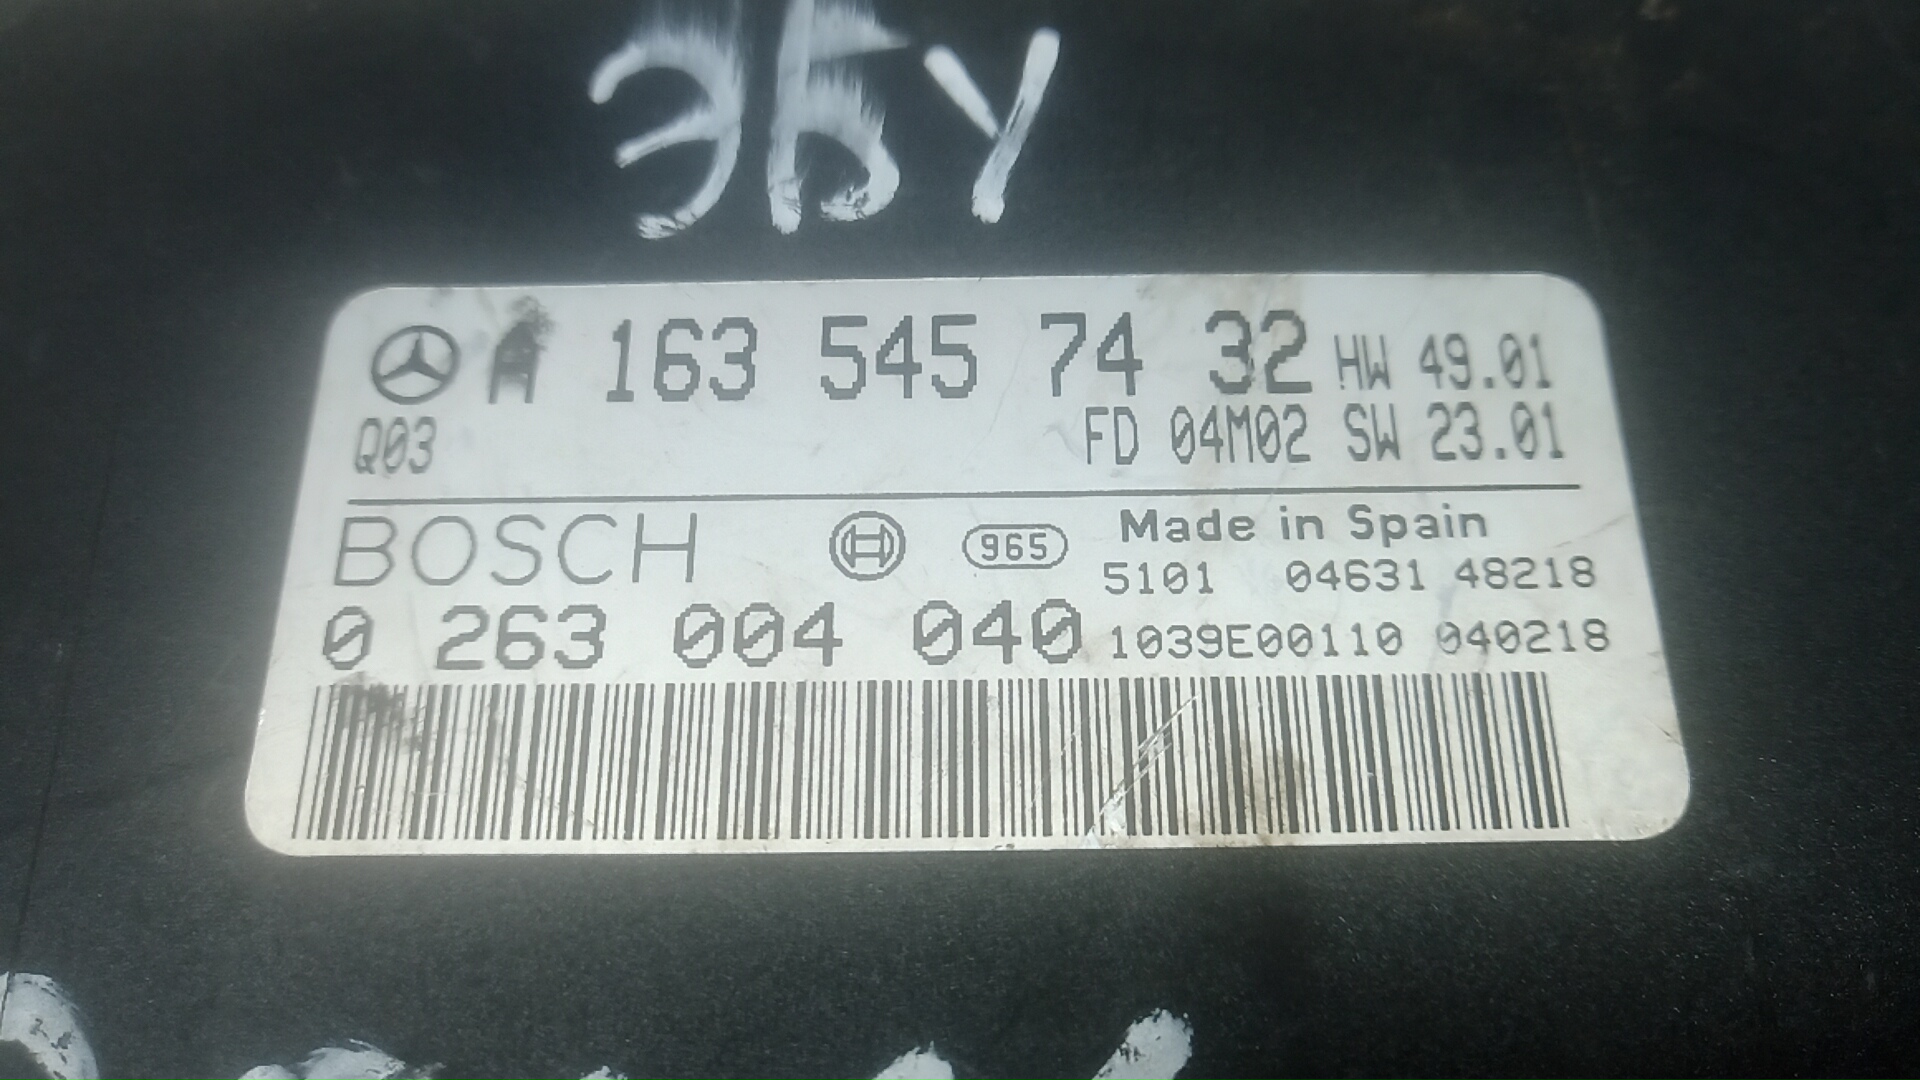 ЭБУ
A 163 545 74 32 HW 49.01
Q03 FD 04M02 SW 23.01
BOSCH 965 Made in Spain
5101 04631 48218
0 263 004 040 1039E00110 040218